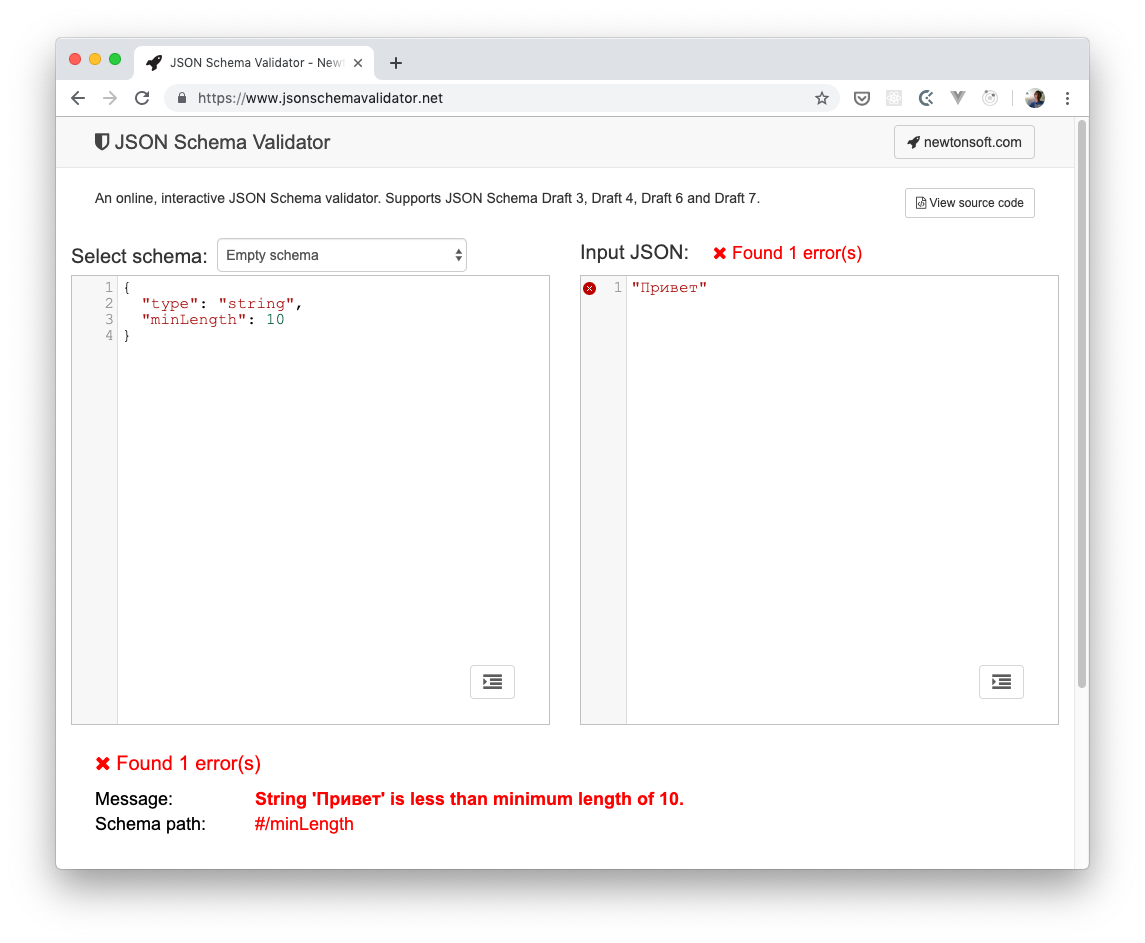 JSON Schema Validator - New
https://www.jsonschemavalidator.net
JSON Schema Validator
newtonsoft.com
An online, interactive JSON Schema validator. Supports JSON Schema Draft 3, Draft 4, Draft 6 and Draft 7.
View source code
Select schema: Empty schema
1 {
2 "type": "string",
3 "minLength": 10
4 }
Input JSON: Found 1 error(s)
1 "Привет"
Found 1 error(s)
Message: String 'Привет' is less than minimum length of 10.
Schema path: #/minLength